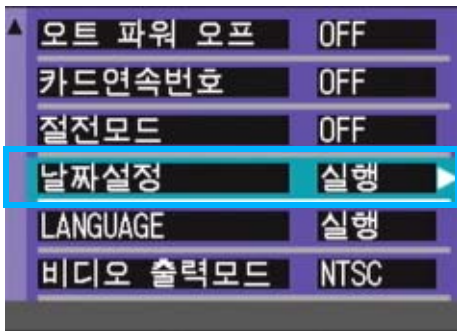 오트 파워 오프 OFF
카드연속번호 OFF
절전모드 OFF
날짜설정 실행
LANGUAGE 실행
비디오 출력모드 NTSC